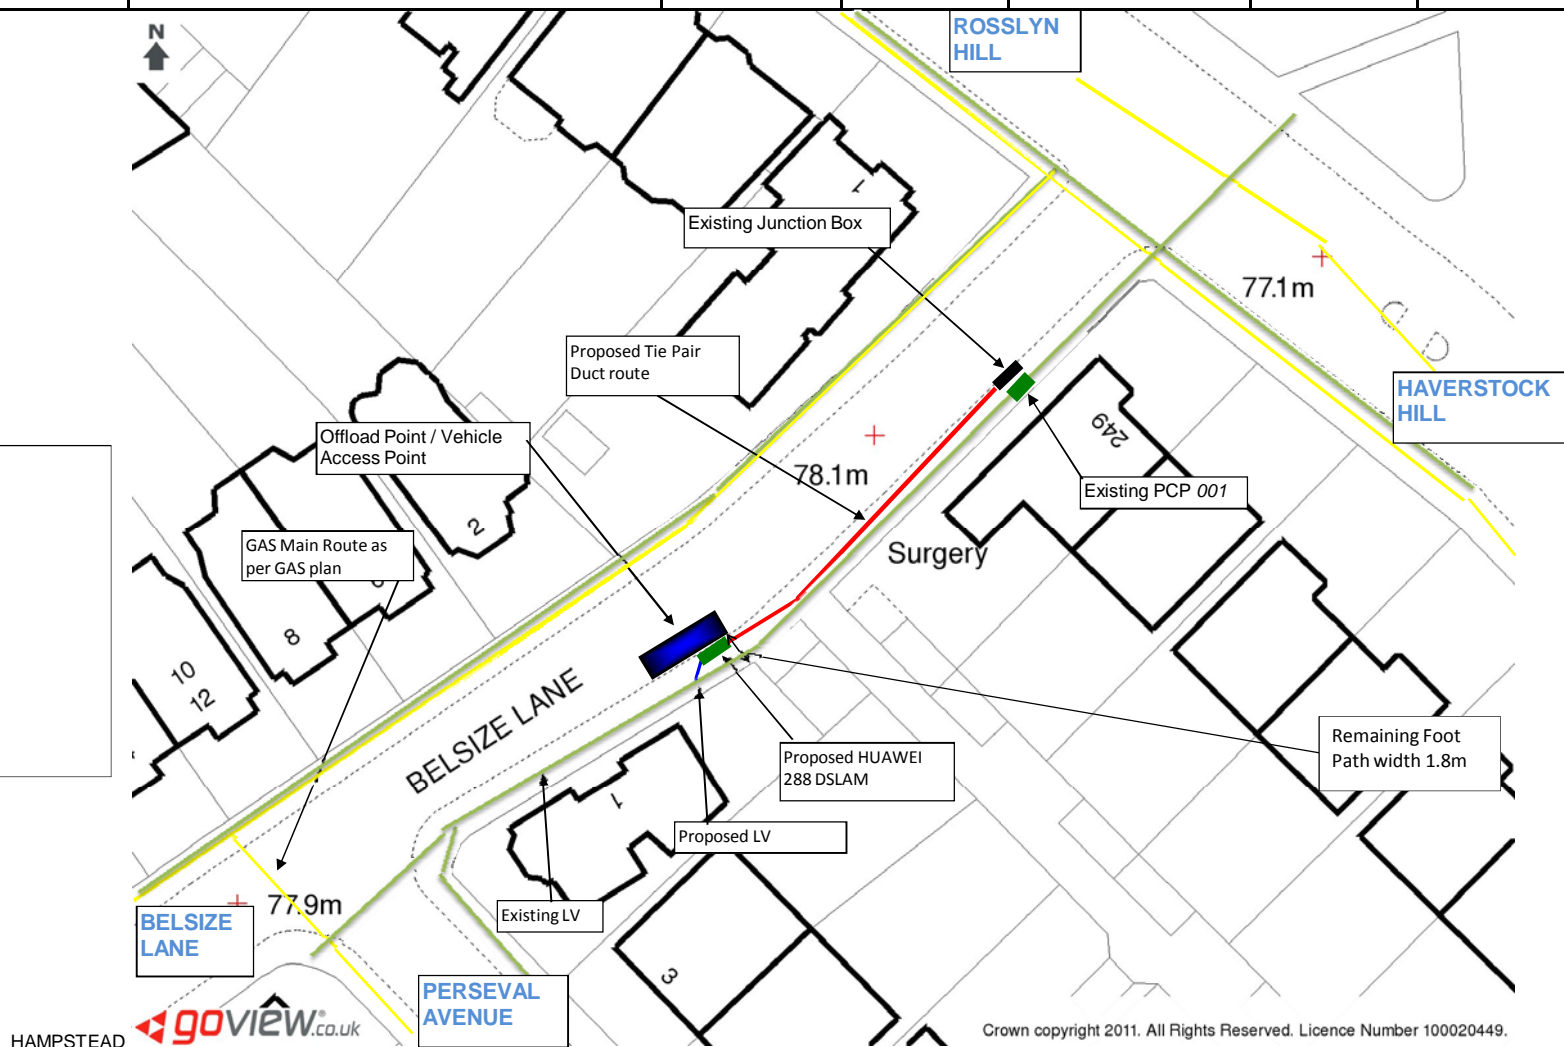 N
ROSSLYN
HILL
1
Existing Junction Box
77.1m
Proposed Tie Pair
Duct route
HAVERSTOCK
HILL
249
Offload Point / Vehicle
Access Point
78.1m
Existing PCP 001
2
GAS Main Route as
per GAS plan
Surgery
8
10
12
BELSIZE LANE
Remaining Foot
Path width 1.8m
Proposed HUAWEI
288 DSLAM
1
Proposed LV
77.9m
Existing LV
BELSIZE
LANE
3
PERSEVAL
AVENUE
HAMPSTEAD
goview.co.uk
Crown copyright 2011. All Rights Reserved. Licence Number 100020449.